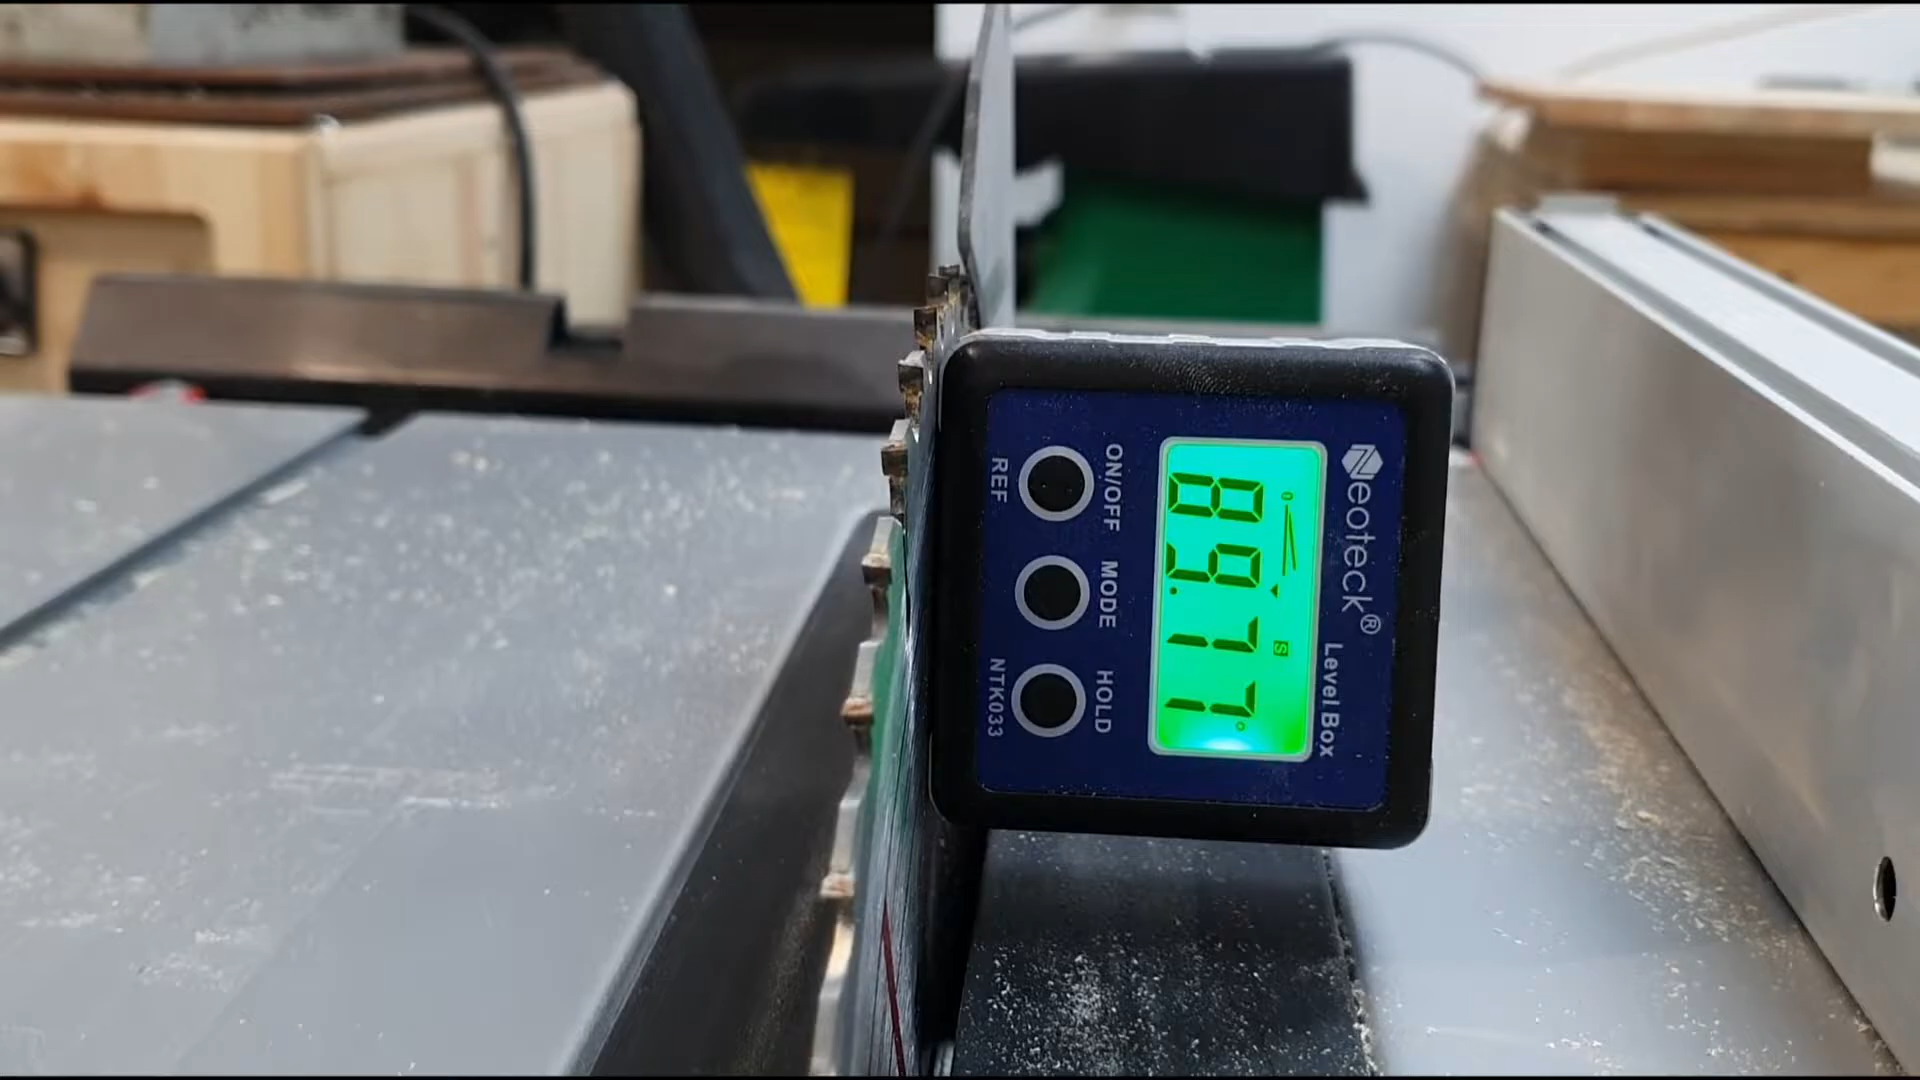 Neoteck®
Level Box
S
89.77°
ON/OFF MODE HOLD
REF NTK033